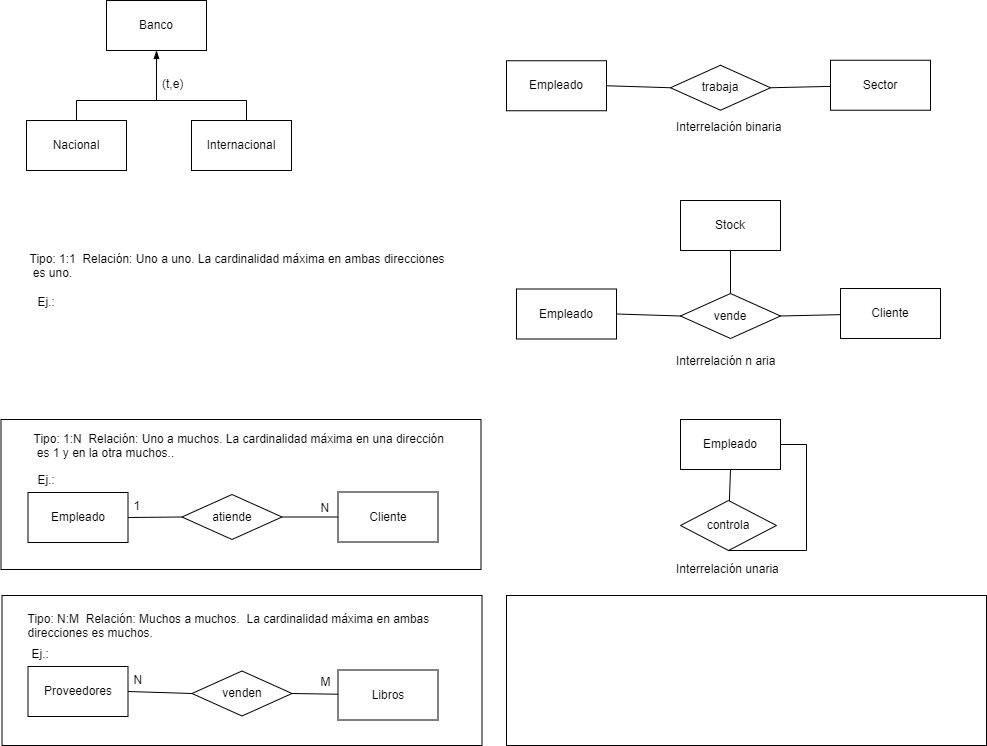 Banco
(t,e)
Nacional
Internacional
Empleado
trabaja
Sector
Interrelación binaria
Tipo: 1:1  Relación: Uno a uno. La cardinalidad máxima en ambas direcciones
es uno.
Ej.:
Stock
Empleado
vende
Cliente
Interrelación n aria
Tipo: 1:N  Relación: Uno a muchos. La cardinalidad máxima en una dirección
es 1 y en la otra muchos..
Ej.:
Empleado
1
atiende
N
Cliente
Empleado
controla
Interrelación unaria
Tipo: N:M  Relación: Muchos a muchos.  La cardinalidad máxima en ambas
direcciones es muchos.
Ej.:
Proveedores
N
venden
M
Libros